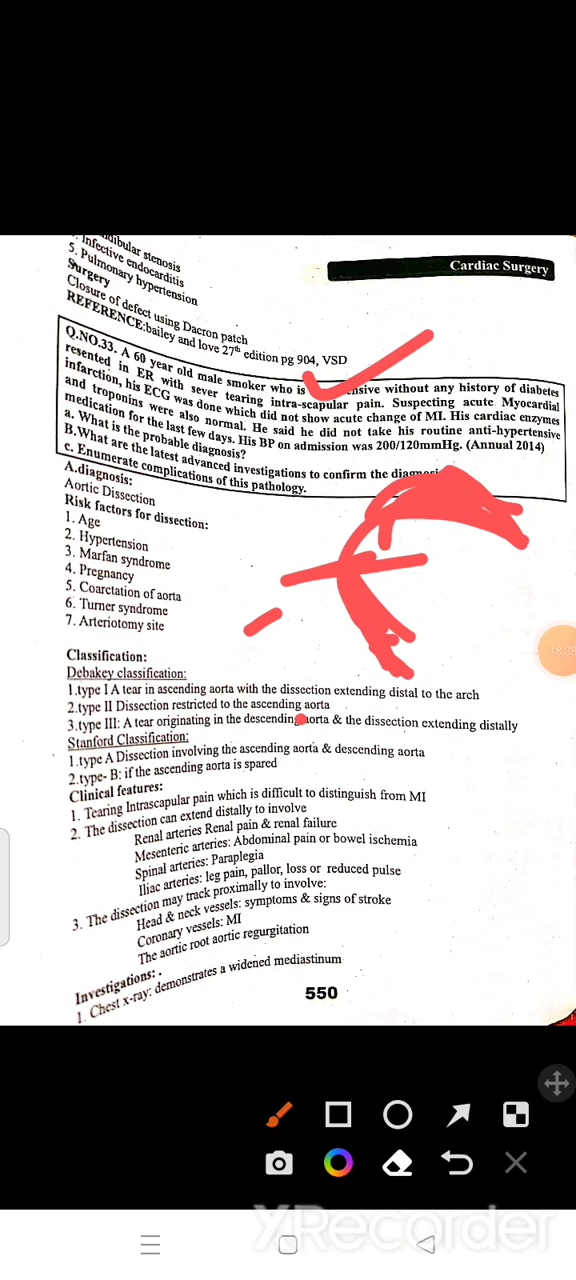 ndibular stenosis
. Infective endocarditis
5. Pulmonary hypertension
Surgery
Closure of defect using Dacron patch
REFERENCE:bailey and love 27th edition pg 904, VSD
Cardiac Surgery
Q.NO.33. A 60 year old male smoker who is ensive without any history of diabetes
resented in ER with sever tearing intra-scapular pain. Suspecting acute Myocardial
infarction, his ECG was done which did not show acute change of MI. His cardiac enzymes
and troponins were also normal. He said he did not take his routine anti-hypertensive
medication for the last few days. His BP on admission was 200/120mmHg. (Annual 2014)
a. What is the probable diagnosis?
B.What are the latest advanced investigations to confirm the
c. Enumerate complications of this pathology.
A.diagnosis:
Aortic Dissection
Risk factors for dissection:
1. Age
2. Hypertension
3. Marfan syndrome
4. Pregnancy
5. Coarctation of aorta
6. Turner syndrome
7. Arteriotomy site
18:38
Classification:
Debakey classification:
1.type I A tear in ascending aorta with the dissection extending distal to the arch
2.type II Dissection restricted to the ascending aorta
3.type III: A tear originating in the descending aorta & the dissection extending distally
Stanford Classification:
1.type A Dissection involving the ascending aorta & descending aorta
2.type- B: if the ascending aorta is spared
Clinical features:
1. Tearing Intrascapular pain which is difficult to distinguish from MI
2. The dissection can extend distally to involve
Renal arteries Renal pain & renal failure
Mesenteric arteries: Abdominal pain or bowel ischemia
Spinal arteries: Paraplegia
Iliac arteries: leg pain, pallor, loss or reduced pulse
3. The dissection may track proximally to involve:
Head & neck vessels: symptoms & signs of stroke
Coronary vessels: MI
The aortic root aortic regurgitation
Investigations: .
1. Chest x-ray: demonstrates a widened mediastinum
550
XRecorder